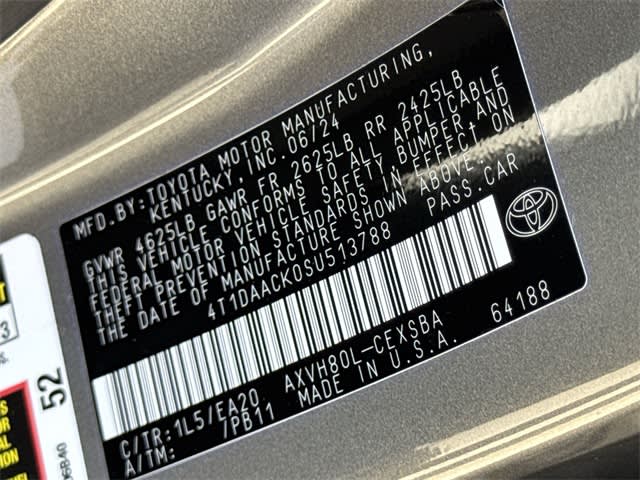 MFD.BY:TOYOTA MOTOR MANUFACTURING,
KENTUCKY,INC.06/24
GVWR 4625LB GAWR FR 2625LB RR 2425LB
THIS VEHICLE CONFORMS TO ALL APPLICABLE
FEDERAL MOTOR VEHICLE SAFETY,BUMPER,AND
THEFT PREVENTION STANDARDS IN EFFECT ON
THE DATE OF MANUFACTURE SHOWN ABOVE.
4T1DAACK0SU513788 PASS.CAR
C/TR:1L5/EA20 AXVH80L-CEXSBA 64188
A/TM: /PB11 MADE IN U.S.A.
52
06B40
3